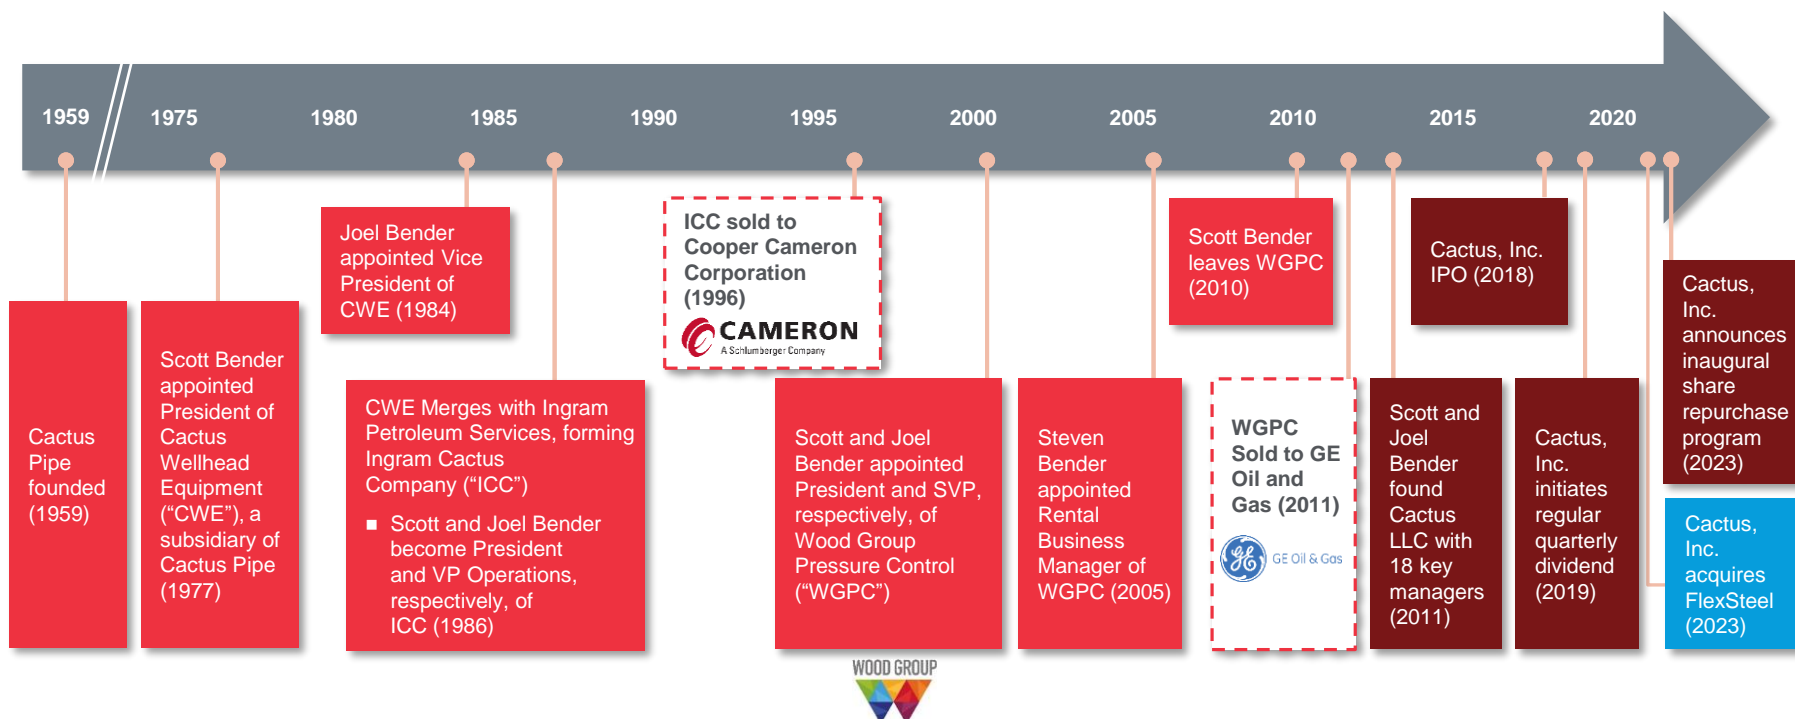 1959
1975
1980
1985
1990
1995
2000
2005
2010
2015
2020
Cactus
Pipe
founded
(1959)
Scott Bender
appointed
President of
Cactus
Wellhead
Equipment
(“CWE”), a
subsidiary of
Cactus Pipe
(1977)
Joel Bender
appointed Vice
President of
CWE (1984)
CWE Merges with Ingram
Petroleum Services, forming
Ingram Cactus
Company (“ICC”)
■ Scott and Joel Bender
become President
and VP Operations,
respectively, of
ICC (1986)
ICC sold to
Cooper Cameron
Corporation
(1996)
CAMERON
A Schlumberger Company
Scott and Joel
Bender appointed
President and SVP,
respectively, of
Wood Group
Pressure Control
(“WGPC”)
WOOD GROUP
Steven
Bender
appointed
Rental
Business
Manager of
WGPC (2005)
Scott Bender
leaves WGPC
(2010)
WGPC
Sold to GE
Oil and
Gas (2011)
GE GE Oil & Gas
Scott and
Joel
Bender
found
Cactus
LLC with
18 key
managers
(2011)
Cactus, Inc.
IPO (2018)
Cactus,
Inc.
initiates
regular
quarterly
dividend
(2019)
Cactus,
Inc.
announces
inaugural
share
repurchase
program
(2023)
Cactus,
Inc.
acquires
FlexSteel
(2023)